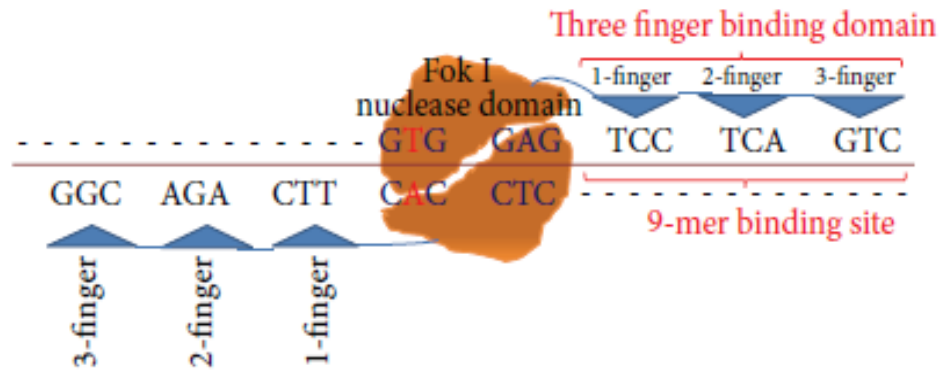 Three finger binding domain
Fok I
nuclease domain
1-finger 2-finger 3-finger
- - - - - - - - - - - - - - - - - GTG GAG TCC TCA GTC
GGC AGA CTT CAC CTC - - - - - - - - - - - - - - -
9-mer binding site
3-finger
2-finger
1-finger